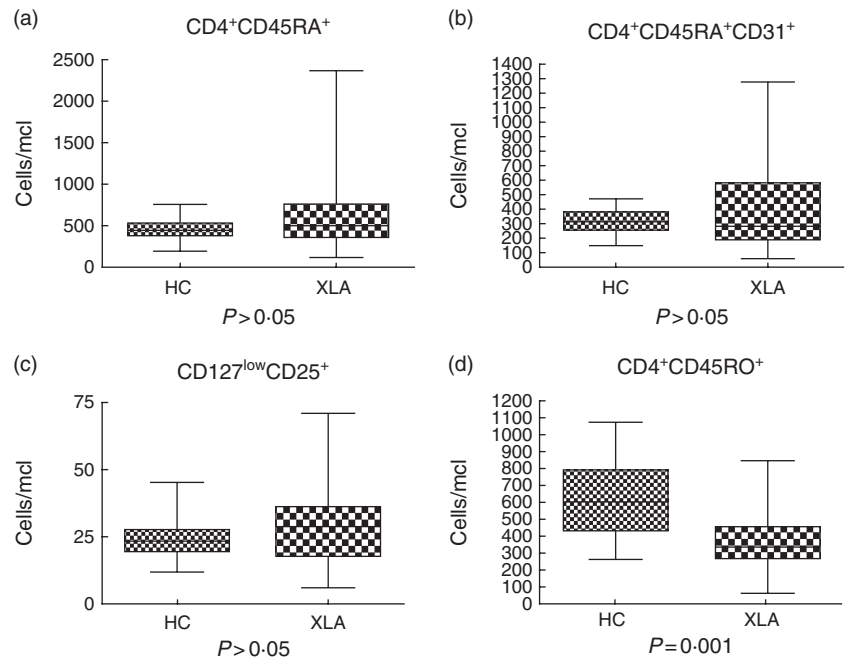 (a)
CD4⁺CD45RA⁺
2500
2000
1500
1000
500
0
Cells/mcl
HC XLA
P > 0·05
(b)
CD4⁺CD45RA⁺CD31⁺
1400
1300
1200
1100
1000
900
800
700
600
500
400
300
200
100
0
Cells/mcl
HC XLA
P > 0·05
(c)
CD127ˡᵒʷCD25⁺
75
50
25
0
Cells/mcl
HC XLA
P > 0·05
(d)
CD4⁺CD45RO⁺
1200
1100
1000
900
800
700
600
500
400
300
200
100
0
Cells/mcl
HC XLA
P = 0·001